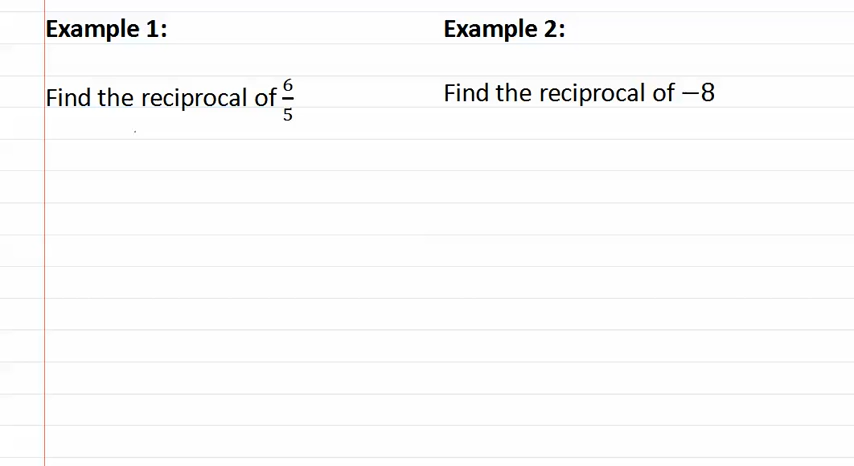 Example 1:
Find the reciprocal of 6/5
Example 2:
Find the reciprocal of −8